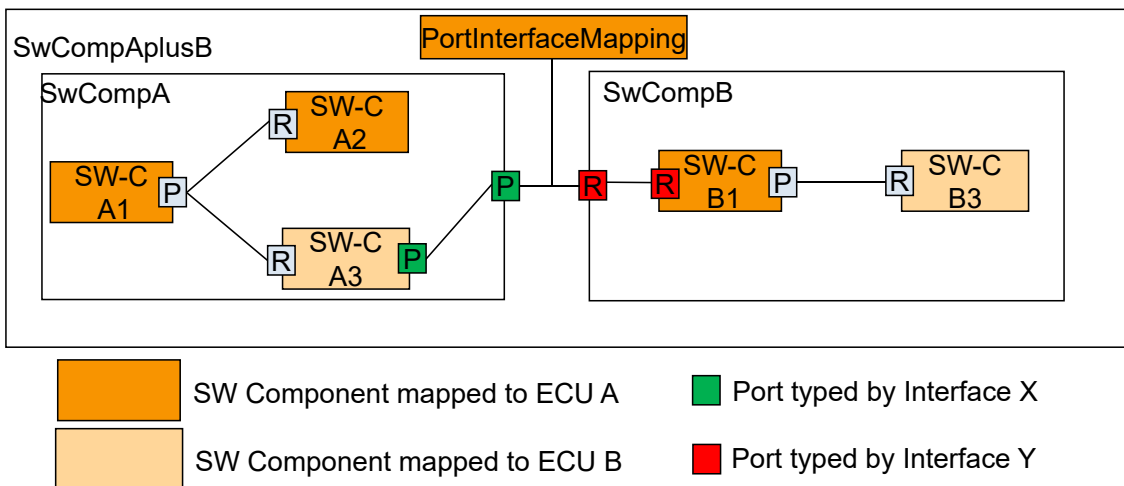 PortInterfaceMapping
SwCompAplusB
SwCompA
SwCompB
R
SW-C
A2
SW-C
A1
P
R
SW-C
A3
P
P
R
R
SW-C
B1
P
R
SW-C
B3
SW Component mapped to ECU A
Port typed by Interface X
SW Component mapped to ECU B
Port typed by Interface Y